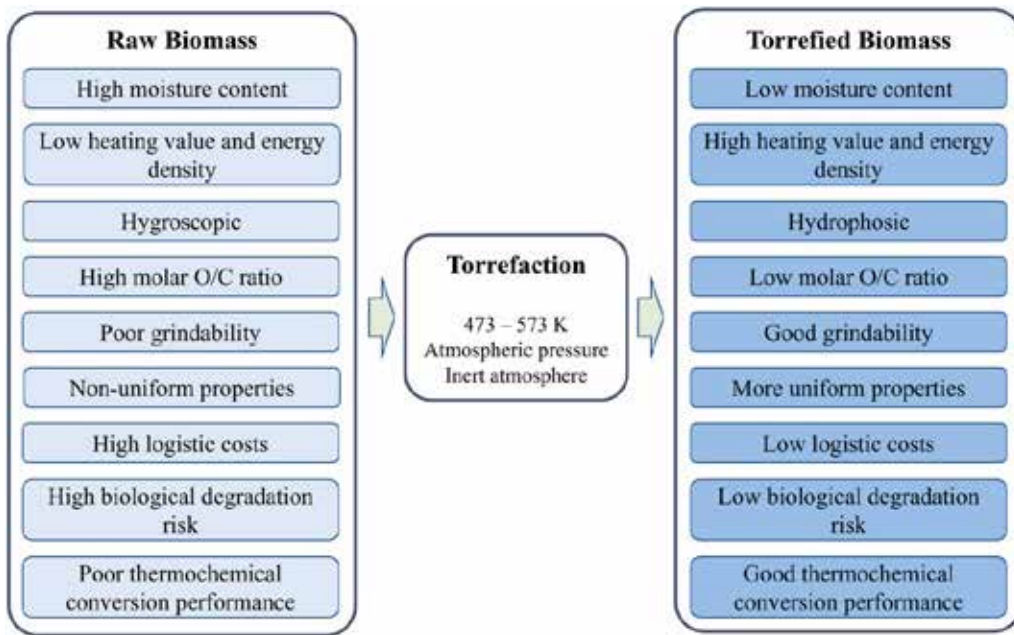 Raw Biomass
High moisture content
Low heating value and energy
density
Hygroscopic
High molar O/C ratio
Poor grindability
Non-uniform properties
High logistic costs
High biological degradation
risk
Poor thermochemical
conversion performance
Torrefaction
473 – 573 K
Atmospheric pressure
Inert atmosphere
Torrefied Biomass
Low moisture content
High heating value and energy
density
Hydrophosic
Low molar O/C ratio
Good grindability
More uniform properties
Low logistic costs
Low biological degradation
risk
Good thermochemical
conversion performance